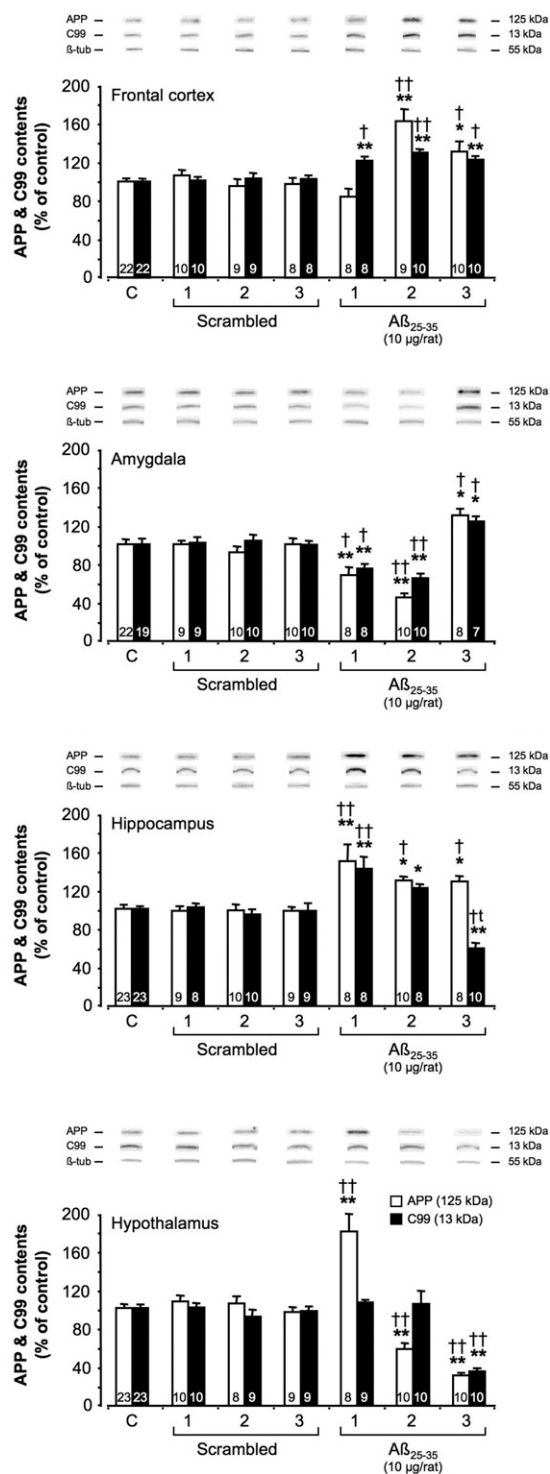 APP 125 kDa
C99 13 kDa
ß-tub 55 kDa
Frontal cortex
APP & C99 contents
(% of control)
200
160
120
80
40
0
†
**
††
**
††
**
†
*
†
**
22 22 10 10 9 9 8 8 8 8 9 10 10 10
C 1 2 3 1 2 3
Scrambled Aß25-35
(10 µg/rat)
APP 125 kDa
C99 13 kDa
ß-tub 55 kDa
Amygdala
APP & C99 contents
(% of control)
200
160
120
80
40
0
†
**
†
**
††
**
††
**
†
*
†
*
22 19 9 9 10 10 10 10 8 8 10 10 8 7
C 1 2 3 1 2 3
Scrambled Aß25-35
(10 µg/rat)
APP 125 kDa
C99 13 kDa
ß-tub 55 kDa
Hippocampus
APP & C99 contents
(% of control)
200
160
120
80
40
0
††
**
††
**
†
*
*
†
*
†t
**
23 23 9 8 10 10 9 9 8 8 10 8 8 10
C 1 2 3 1 2 3
Scrambled Aß25-35
(10 µg/rat)
APP 125 kDa
C99 13 kDa
ß-tub 55 kDa
Hypothalamus
APP (125 kDa)
C99 (13 kDa)
APP & C99 contents
(% of control)
200
160
120
80
40
0
††
**
††
**
††
**
††
**
23 23 10 10 8 9 9 9 8 9 10 10 10 10
C 1 2 3 1 2 3
Scrambled Aß25-35
(10 µg/rat)